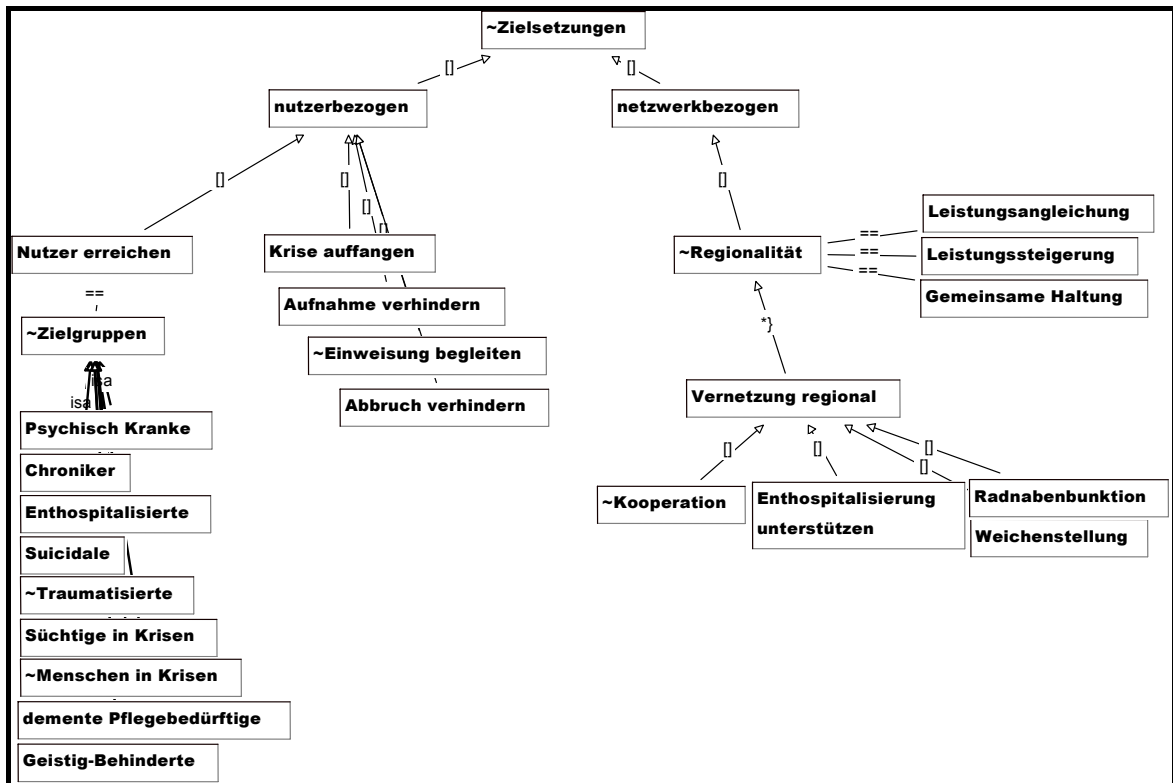 ~Zielsetzungen
[]
[]
nutzerbezogen
netzwerkbezogen
[]
[]
[]
[]
[]
Nutzer erreichen
Krise auffangen
~Regionalität
==
==
==
Leistungsangleichung
Leistungssteigerung
Gemeinsame Haltung
==
~Zielgruppen
Aufnahme verhindern
~Einweisung begleiten
Abbruch verhindern
*}
Vernetzung regional
isa
isa
Psychisch Kranke
Chroniker
Enthospitalisierte
Suicidale
~Traumatisierte
Süchtige in Krisen
~Menschen in Krisen
demente Pflegebedürftige
Geistig-Behinderte
[]
[]
[]
[]
~Kooperation
Enthospitalisierung
unterstützen
Radnabenbunktion
Weichenstellung